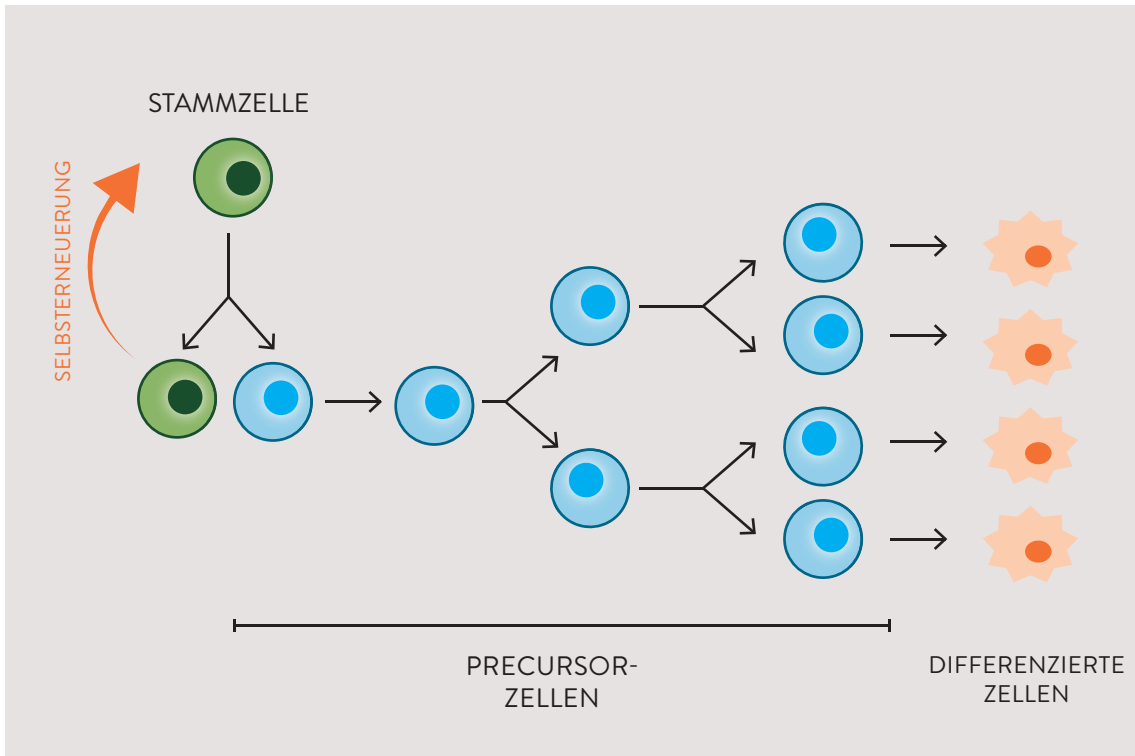 STAMMZELLE
SELBSTERNEUERUNG
PRECURSOR-
ZELLEN
DIFFERENZIERTE
ZELLEN